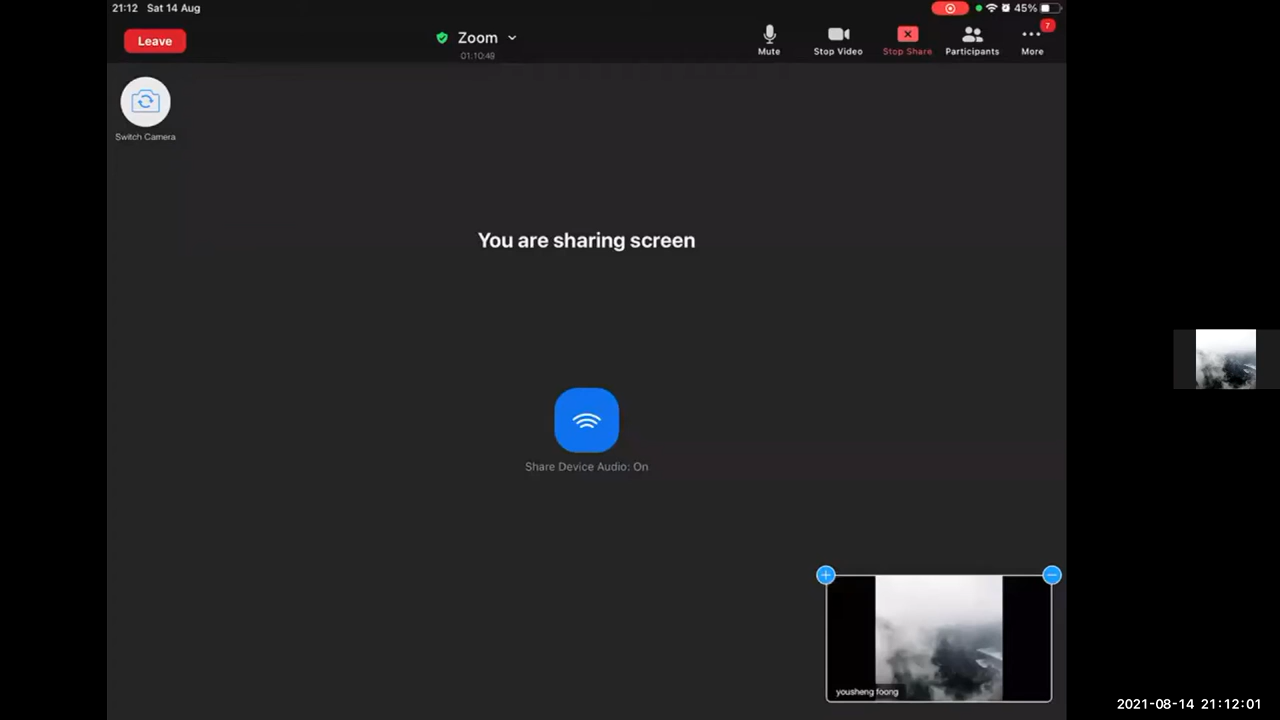 21:12 Sat 14 Aug
45%
Leave
Zoom
01:10:49
Mute
Stop Video
Stop Share
Participants
7
More
Switch Camera
You are sharing screen
Share Device Audio: On
yousheng foong
2021-08-14 21:12:01